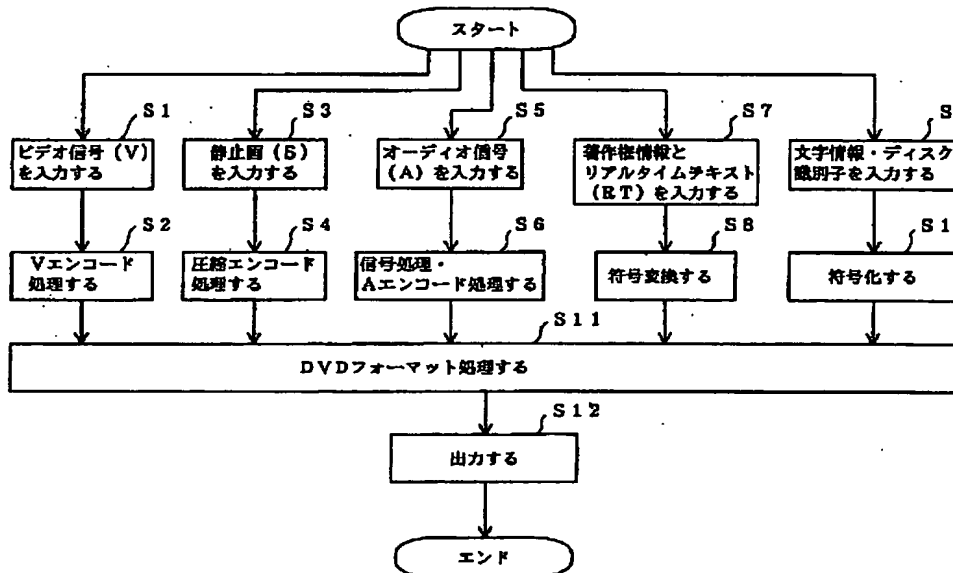 スタート
S1
S3
S5
S7
S
ビデオ信号(V)
を入力する
静止画(S)
を入力する
オーディオ信号
(A)を入力する
著作権情報と
リアルタイムテキスト
(RT)を入力する
文字情報・ディスク
識別子を入力する
S2
S4
S6
S8
S1
Vエンコード
処理する
圧縮エンコード
処理する
信号処理・
Aエンコード処理する
符号変換する
符号化する
S11
DVDフォーマット処理する
S12
出力する
エンド